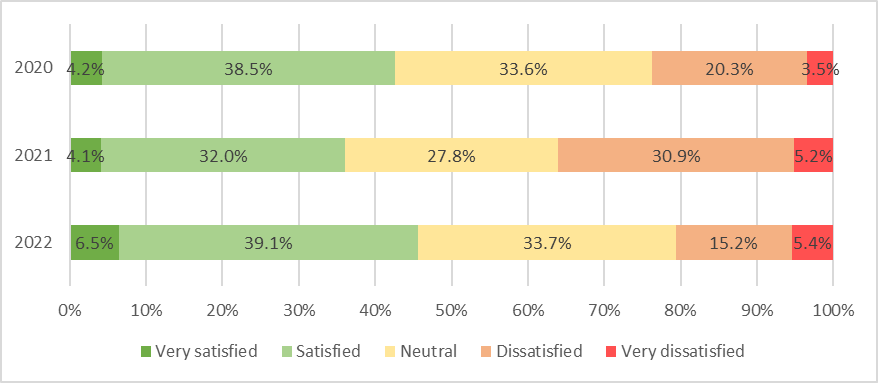 2020 4.2% 38.5% 33.6% 20.3% 3.5%
2021 4.1% 32.0% 27.8% 30.9% 5.2%
2022 6.5% 39.1% 33.7% 15.2% 5.4%
0% 10% 20% 30% 40% 50% 60% 70% 80% 90% 100%
Very satisfied Satisfied Neutral Dissatisfied Very dissatisfied